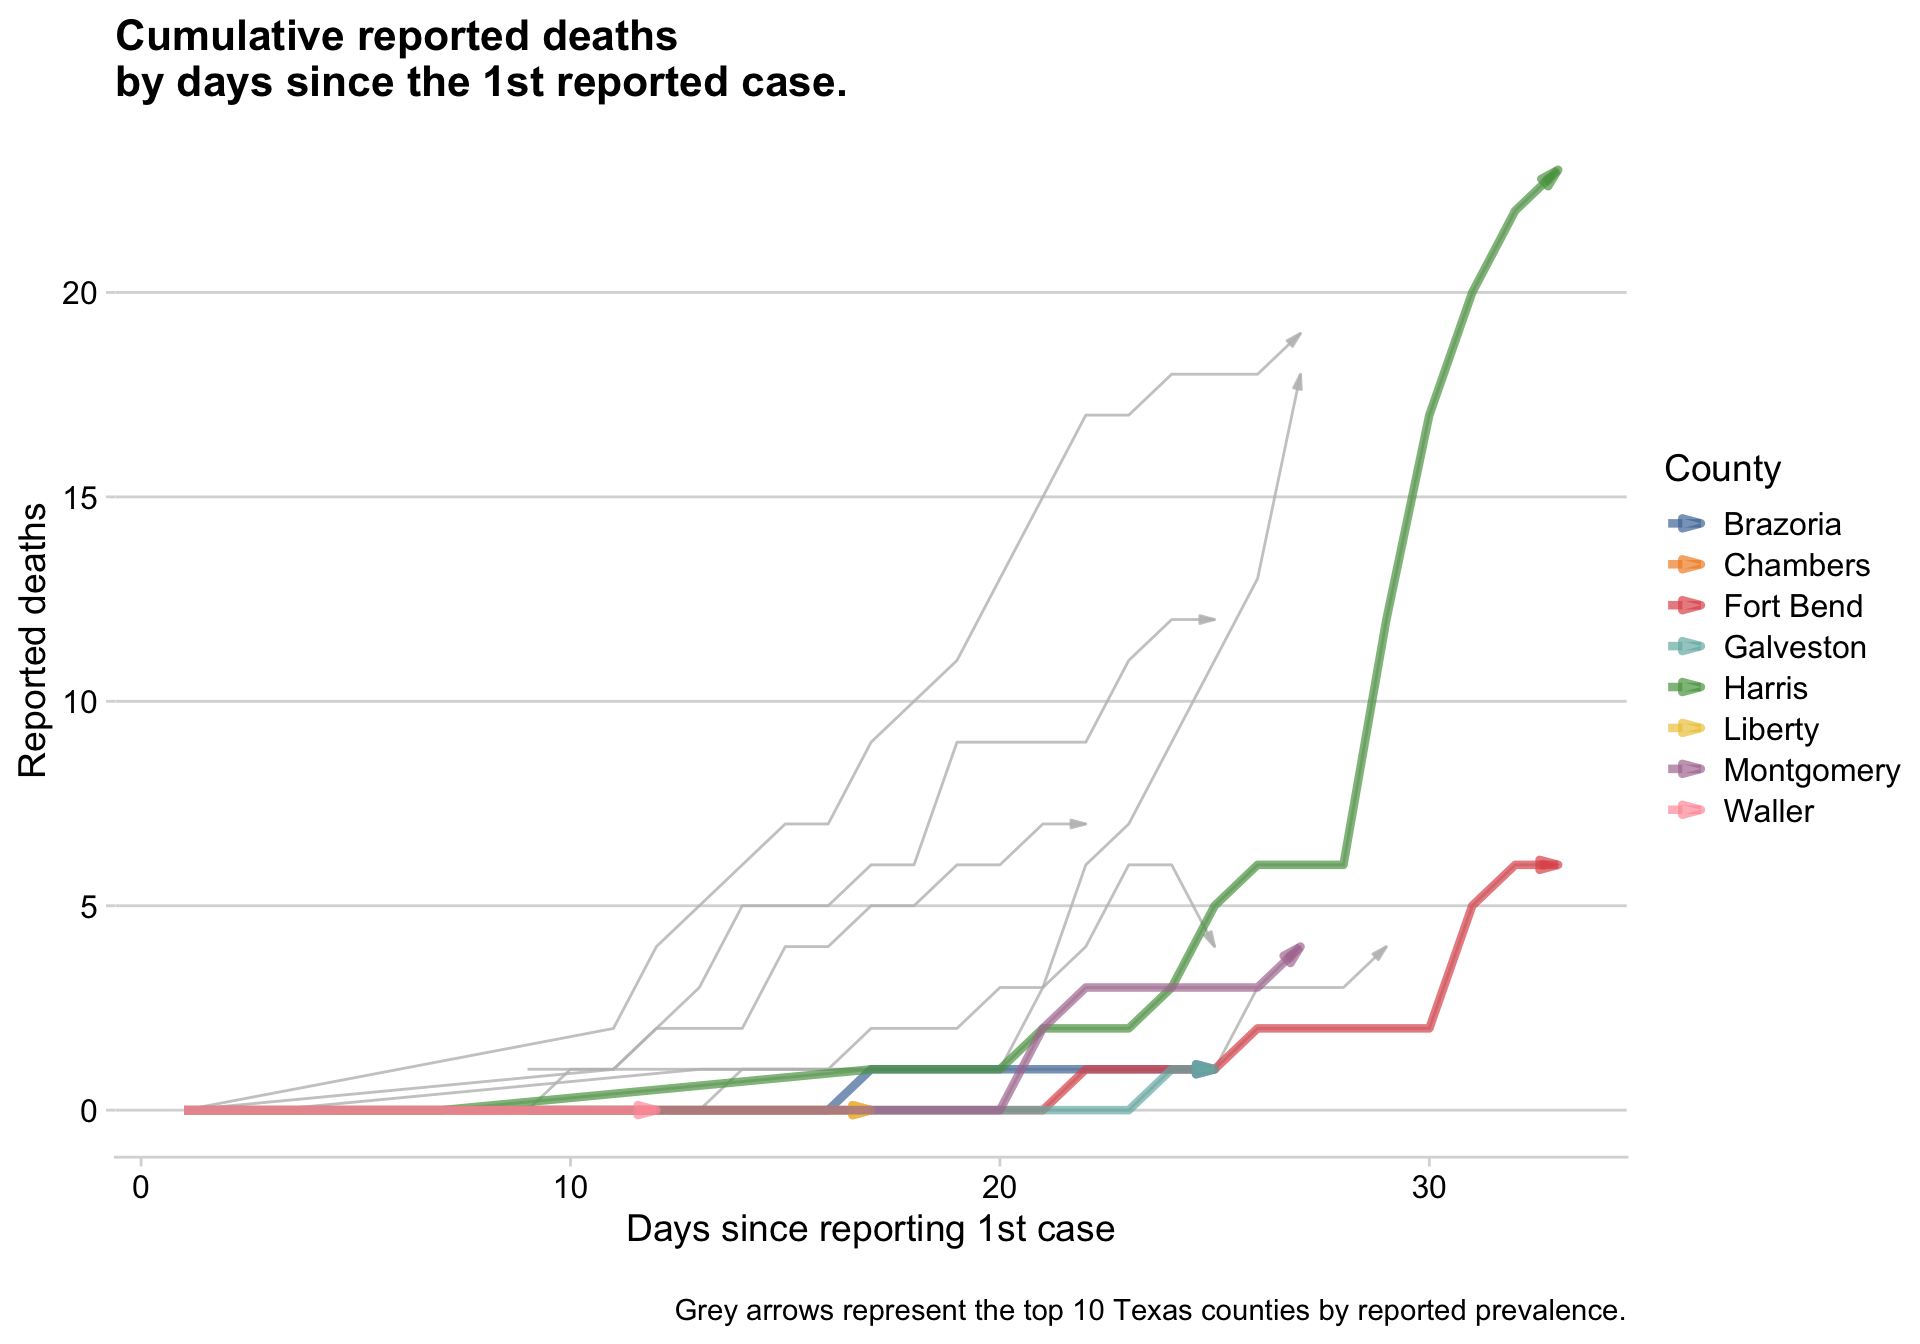 Cumulative reported deaths
by days since the 1st reported case.
Reported deaths
20
15
10
5
0
0 10 20 30
Days since reporting 1st case
County
Brazoria
Chambers
Fort Bend
Galveston
Harris
Liberty
Montgomery
Waller
Grey arrows represent the top 10 Texas counties by reported prevalence.